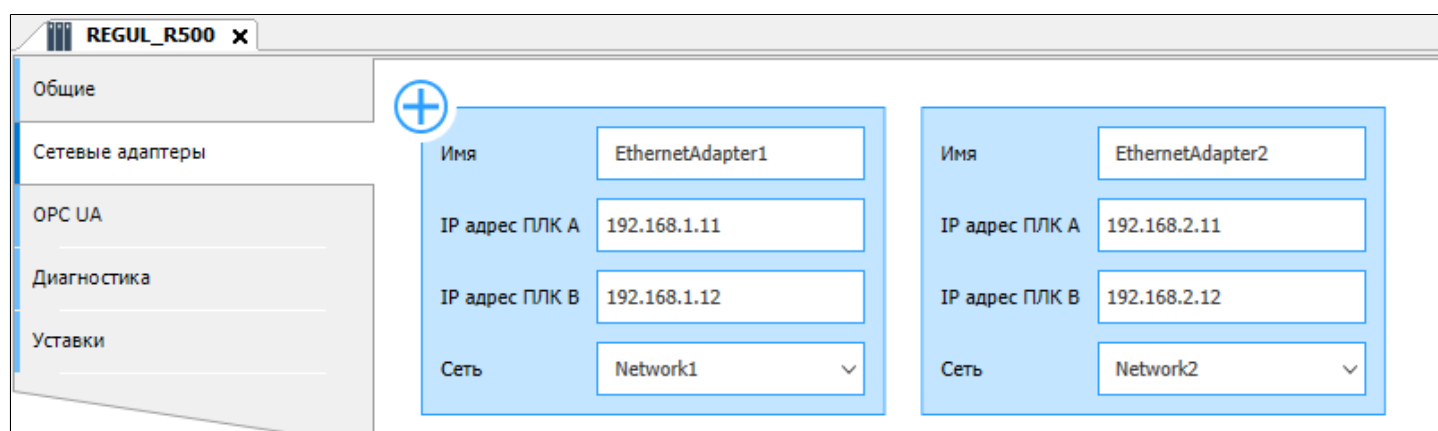 REGUL_R500
Общие
Сетевые адаптеры
OPC UA
Диагностика
Уставки
Имя EthernetAdapter1
IP адрес ПЛК A 192.168.1.11
IP адрес ПЛК B 192.168.1.12
Сеть Network1
Имя EthernetAdapter2
IP адрес ПЛК A 192.168.2.11
IP адрес ПЛК B 192.168.2.12
Сеть Network2